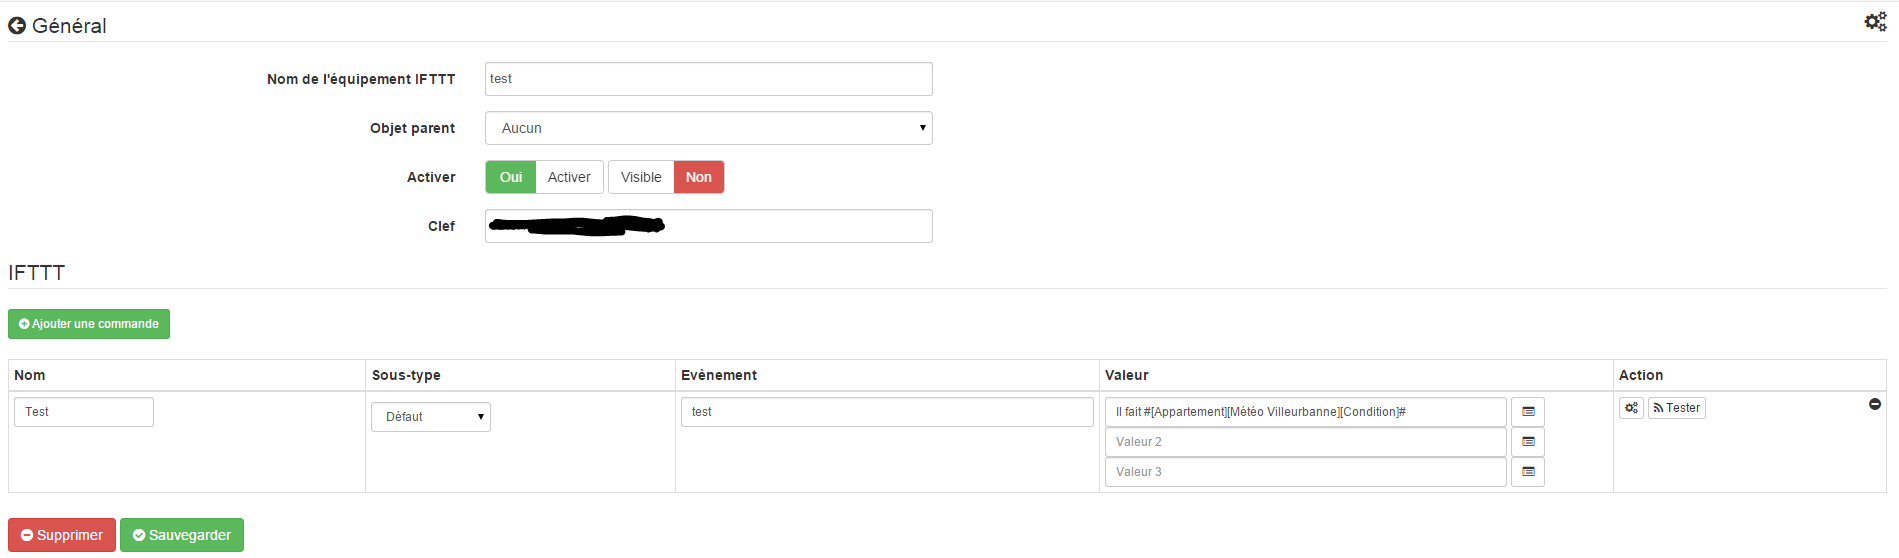 Général
Nom de l'équipement IFTTT
test
Objet parent
Aucun
Activer
Oui Activer Visible Non
Clef
IFTTT
Ajouter une commande
Nom Sous-type Evènement Valeur Action
Test Défaut test Il fait #[Appartement][Météo Villeurbanne][Condition]# Tester
Valeur 2
Valeur 3
Supprimer Sauvegarder